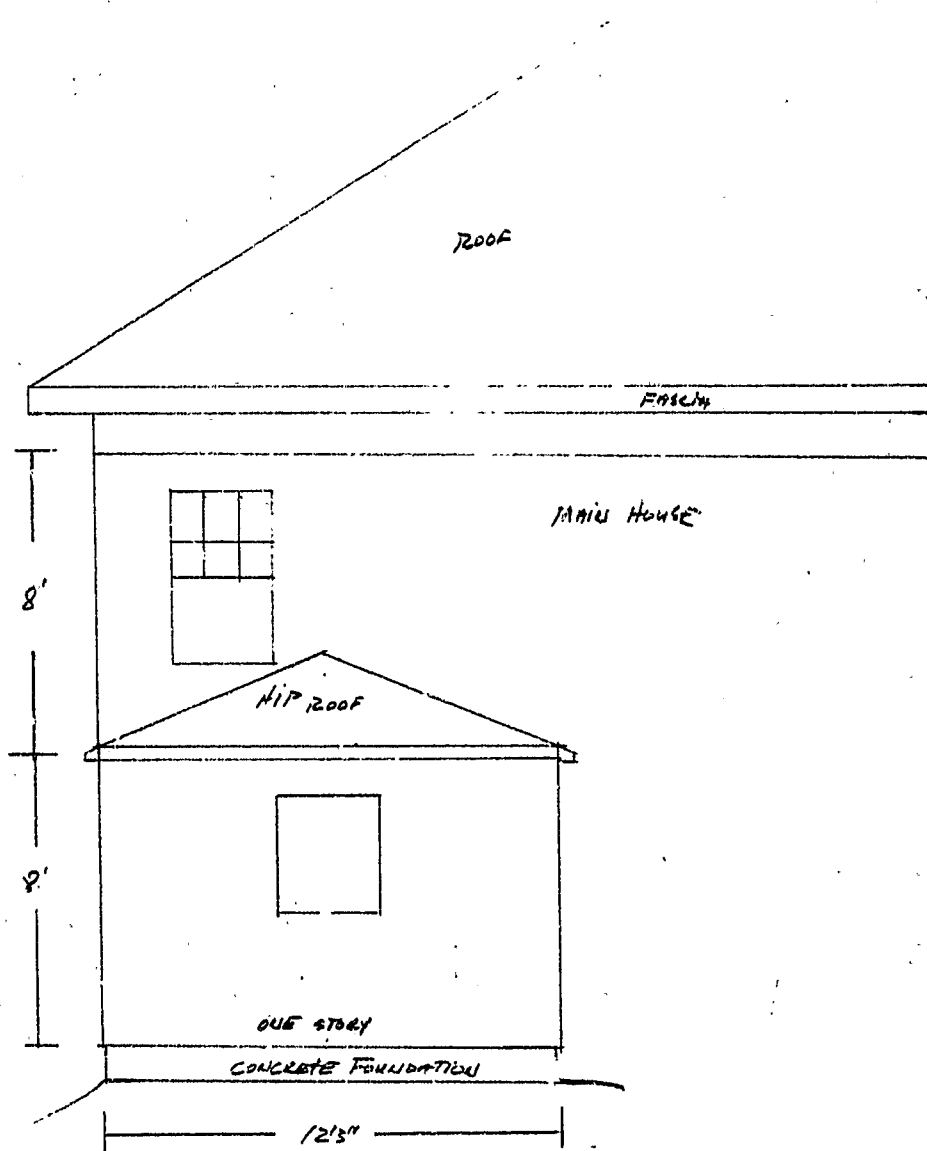 ROOF
FASCIA
MAIN HOUSE
8'
HIP ROOF
8'
ONE STORY
CONCRETE FOUNDATION
12'3"